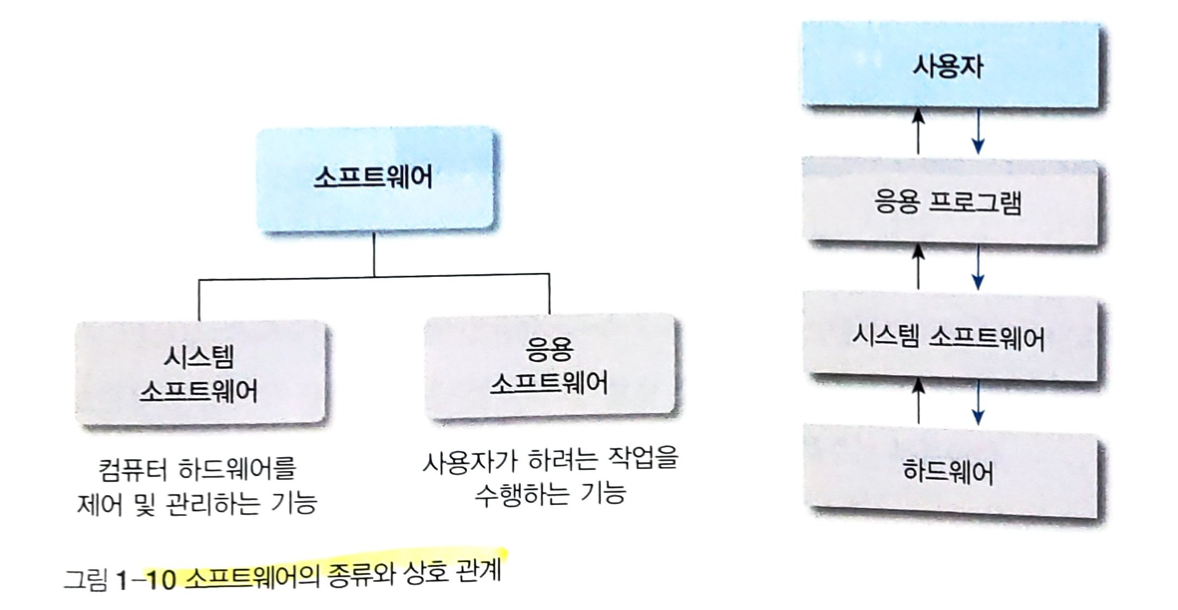 소프트웨어
시스템
소프트웨어
응용
소프트웨어
컴퓨터 하드웨어를
제어 및 관리하는 기능
사용자가 하려는 작업을
수행하는 기능
사용자
응용 프로그램
시스템 소프트웨어
하드웨어
그림 1-10 소프트웨어의 종류와 상호 관계